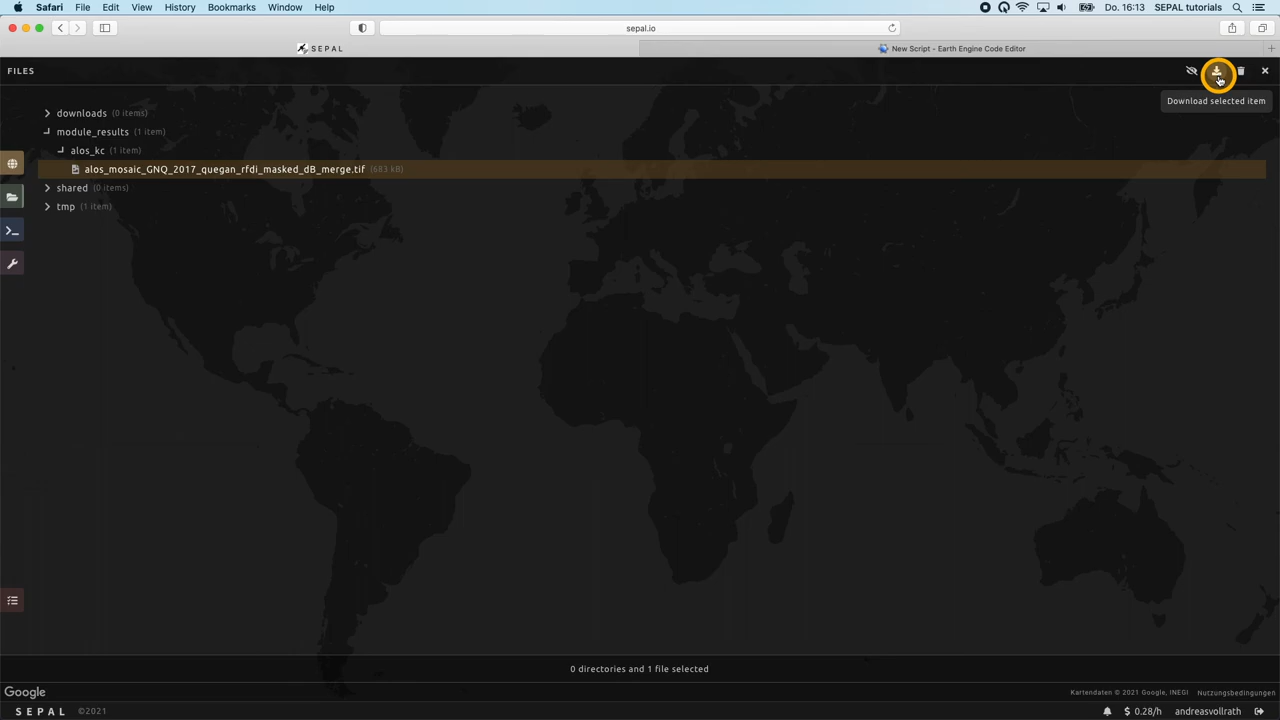 Safari File Edit View History Bookmarks Window Help Do. 16:13 SEPAL tutorials
sepal.io
SEPAL New Script - Earth Engine Code Editor
FILES
Download selected item
downloads (0 items)
module_results (1 item)
alos_kc (1 item)
alos_mosaic_GNQ_2017_quegan_rfdi_masked_dB_merge.tif (683 kB)
shared (0 items)
tmp (1 item)
0 directories and 1 file selected
Google Kartendaten © 2021 Google, INEGI Nutzungsbedingungen
SEPAL ©2021 $ 0.28/h andreasvollrath